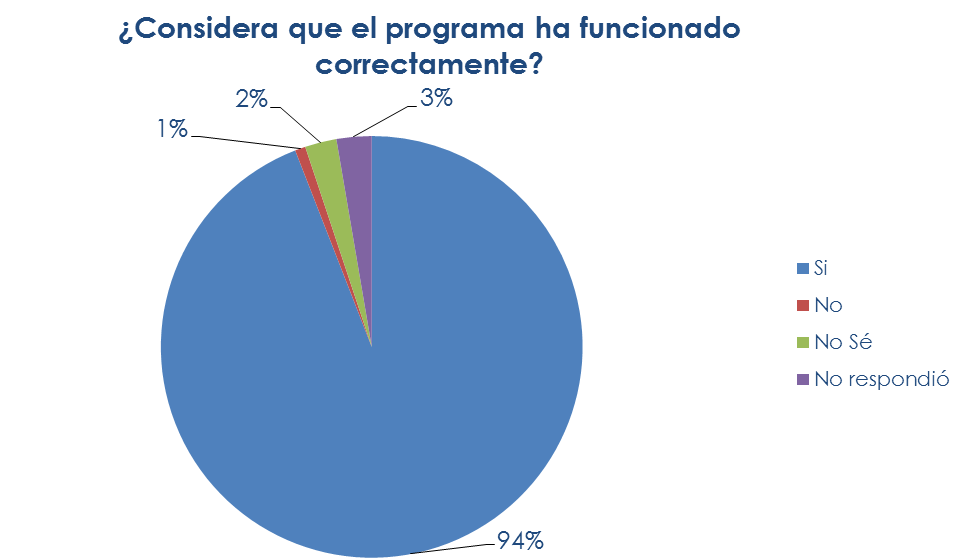 ¿Considera que el programa ha funcionado
correctamente?
2%
3%
1%
Si
No
No Sé
No respondió
94%